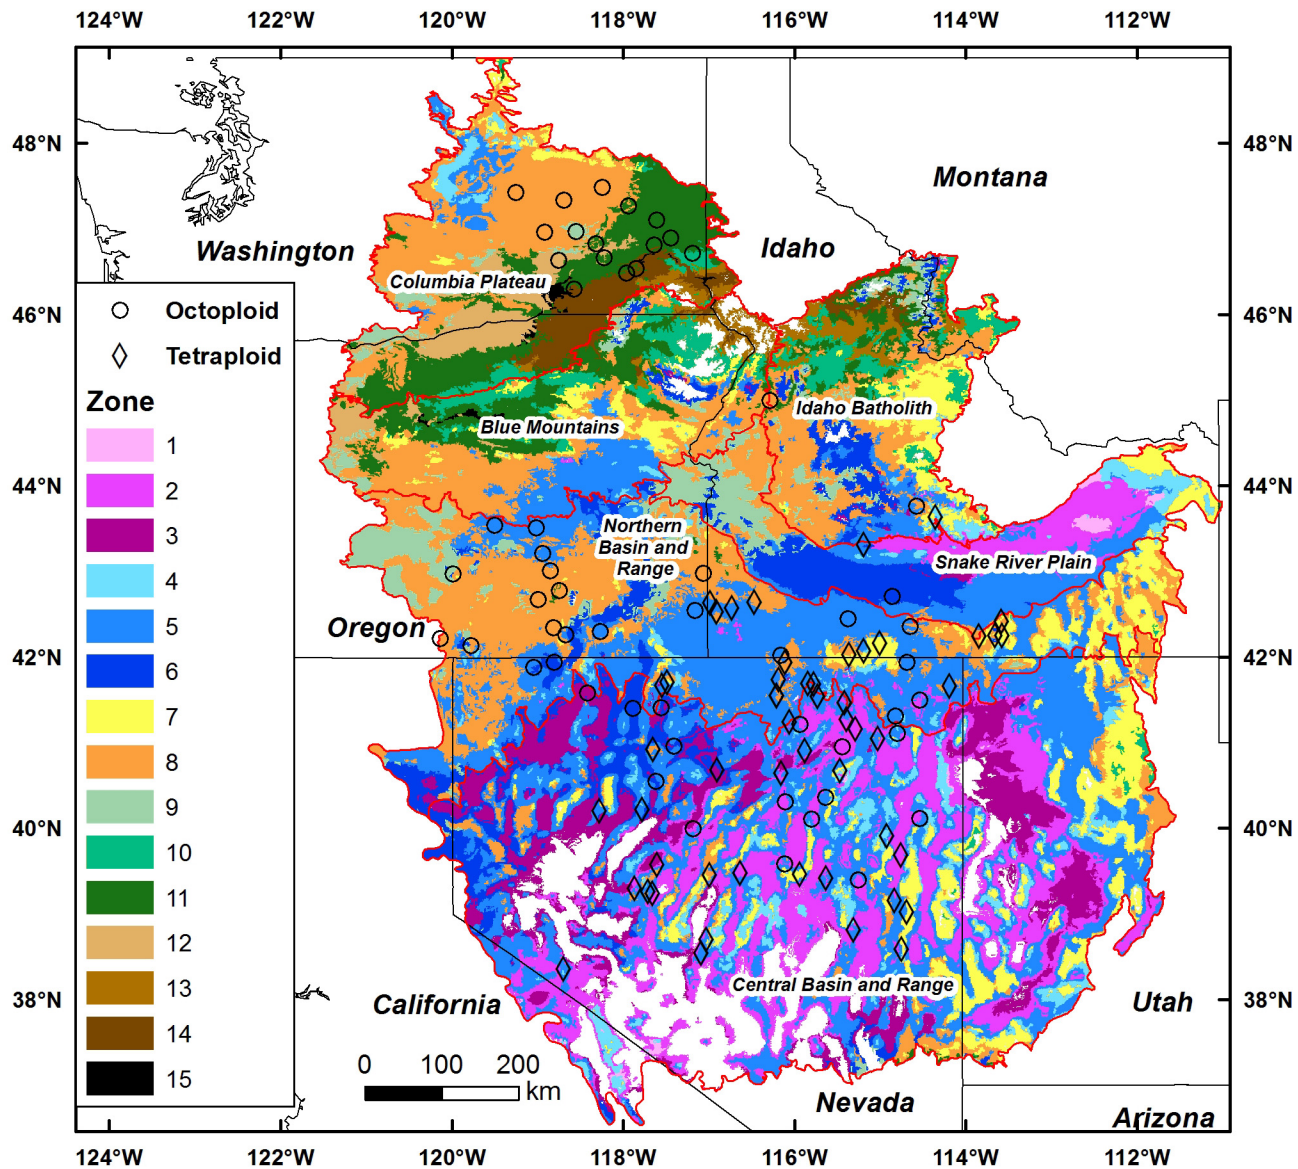 124°W 122°W 120°W 118°W 116°W 114°W 112°W
48°N 48°N
Montana
Washington
Idaho
Columbia Plateau
Octoploid
46°N 46°N
Tetraploid
Zone
Idaho Batholith
Blue Mountains
1
2
44°N 44°N
3
Northern
Basin and
Range
4
Snake River Plain
5
Oregon
6
42°N 42°N
7
8
9
40°N 40°N
10
11
12
Central Basin and Range
13
38°N 38°N
California
Utah
14
0 100 200
km
15
Nevada
Arizona
124°W 122°W 120°W 118°W 116°W 114°W 112°W